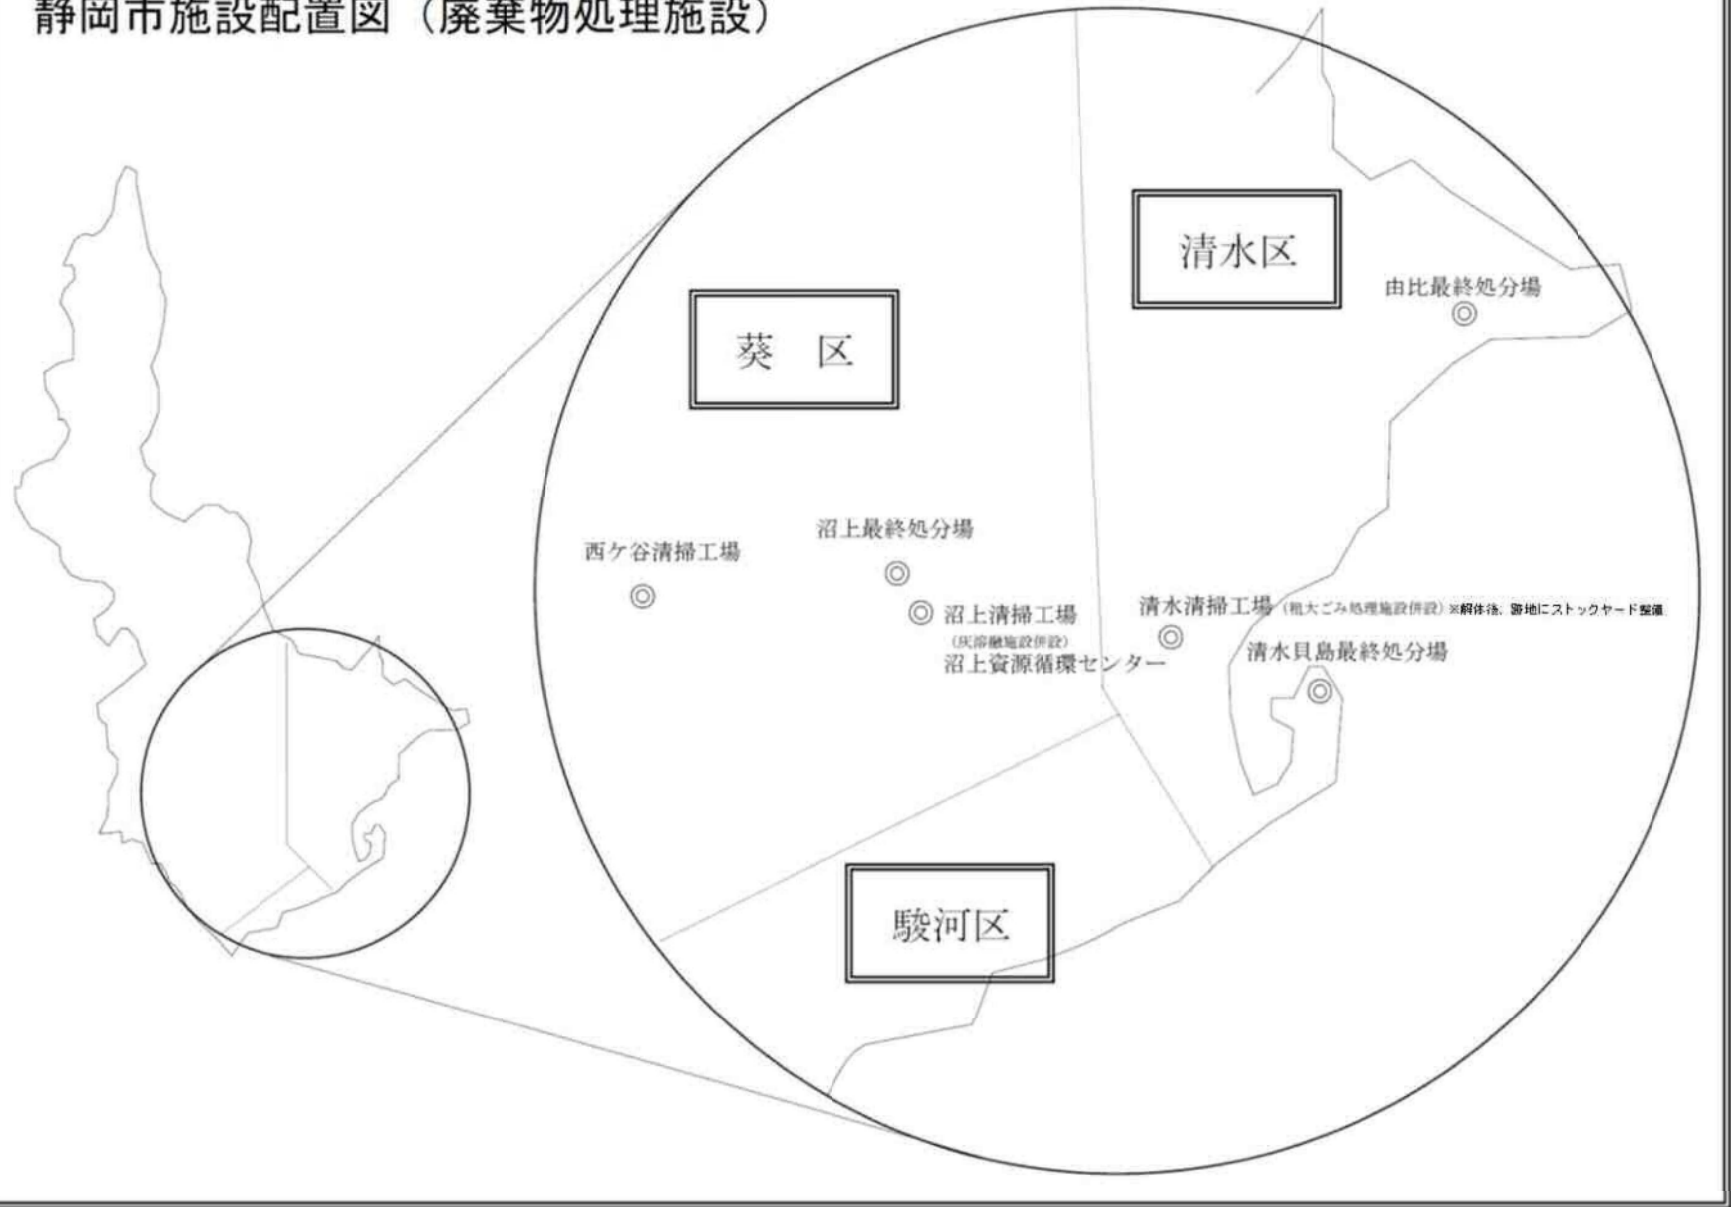 静岡市施設配置図（廃棄物処理施設）
清水区
由比最終処分場
葵　区
沼上最終処分場
西ケ谷清掃工場
沼上清掃工場
（灰溶融施設併設）
沼上資源循環センター
清水清掃工場（粗大ごみ処理施設併設）※解体後、跡地にストックヤード整備
清水貝島最終処分場
駿河区